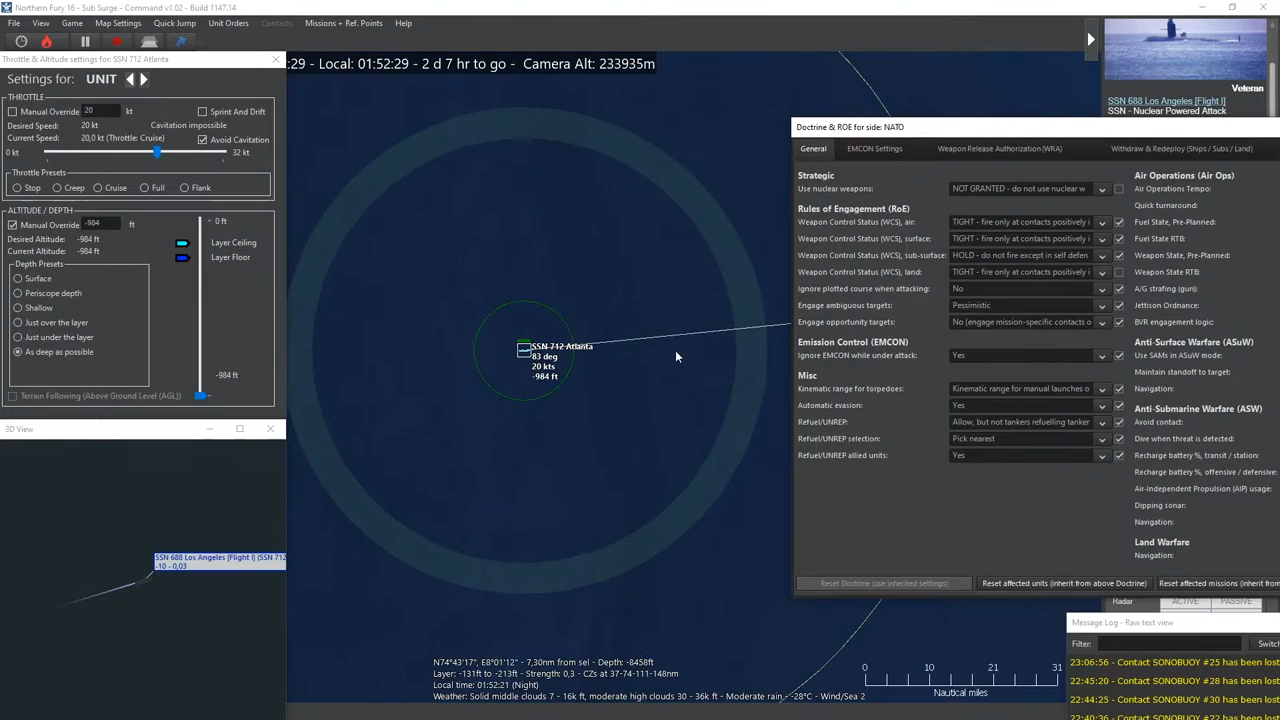 Northern Fury 16 - Sub Surge - Command v1.02 - Build 1147.14
File View Game Map Settings Quick Jump Unit Orders Contacts Missions + Ref. Points Help
Throttle & Altitude settings for: SSN 712 Atlanta
Settings for: UNIT
THROTTLE
Manual Override 20 kt Sprint And Drift
Desired Speed: 20 kt Cavitation impossible
Current Speed: 20,0 kt (Throttle: Cruise) Avoid Cavitation
0 kt 32 kt
Throttle Presets
Stop Creep Cruise Full Flank
ALTITUDE / DEPTH
Manual Override -984 ft
Desired Altitude: -984 ft
Current Altitude: -984 ft
Depth Presets
Surface
Periscope depth
Shallow
Just over the layer
Just under the layer
As deep as possible
- 0 ft
Layer Ceiling
Layer Floor
-984 ft
Terrain Following (Above Ground Level (AGL))
3D View
SSN 688 Los Angeles [Flight I] (SSN 712
-10 - 0,03
:29 - Local: 01:52:29 - 2 d 7 hr to go - Camera Alt: 233935m
SSN 712 Atlanta
83 deg
20 kts
-984 ft
N74°43'17", E8°01'12" - 7,30nm from sel - Depth: -8458ft
Layer: -131ft to -213ft - Strength: 0,3 - CZs at 37-74-111-148nm
Local time: 01:52:21 (Night)
Weather: Solid middle clouds 7 - 16k ft, moderate high clouds 30 - 36k ft - Moderate rain - -28°C - Wind/Sea 2
0 10 21 31
Nautical miles
Veteran
SSN 688 Los Angeles [Flight I]
SSN - Nuclear Powered Attack
Doctrine & ROE for side: NATO
General EMCON Settings Weapon Release Authorization (WRA) Withdraw & Redeploy (Ships / Subs / Land)
Strategic
Use nuclear weapons: NOT GRANTED - do not use nuclear w
Rules of Engagement (RoE)
Weapon Control Status (WCS), air: TIGHT - fire only at contacts positively i
Weapon Control Status (WCS), surface: TIGHT - fire only at contacts positively i
Weapon Control Status (WCS), sub-surface: HOLD - do not fire except in self defen
Weapon Control Status (WCS), land: TIGHT - fire only at contacts positively i
Ignore plotted course when attacking: No
Engage ambiguous targets: Pessimistic
Engage opportunity targets: No (engage mission-specific contacts o
Emission Control (EMCON)
Ignore EMCON while under attack: Yes
Misc
Kinematic range for torpedoes: Kinematic range for manual launches o
Automatic evasion: Yes
Refuel/UNREP: Allow, but not tankers refuelling tanker
Refuel/UNREP selection: Pick nearest
Refuel/UNREP allied units: Yes
Air Operations (Air Ops)
Air Operations Tempo:
Quick turnaround:
Fuel State, Pre-Planned:
Fuel State RTB:
Weapon State, Pre-Planned:
Weapon State RTB:
A/G strafing (gun):
Jettison Ordnance:
BVR engagement logic:
Anti-Surface Warfare (ASuW)
Use SAMs in ASuW mode:
Maintain standoff to target:
Navigation:
Anti-Submarine Warfare (ASW)
Avoid contact:
Dive when threat is detected:
Recharge battery %, transit / station:
Recharge battery %, offensive / defensive:
Air-Independent Propulsion (AIP) usage:
Dipping sonar:
Navigation:
Land Warfare
Navigation:
Reset Doctrine (use inherited settings) Reset affected units (inherit from above Doctrine) Reset affected missions (inherit from
Radar ACTIVE PASSIVE
Message Log - Raw text view
Filter: Switch
23:06:56 - Contact SONOBUOY #25 has been lost
22:45:20 - Contact SONOBUOY #28 has been lost
22:44:25 - Contact SONOBUOY #30 has been lost
22:40:36 - Contact SONOBUOY #22 has been lost